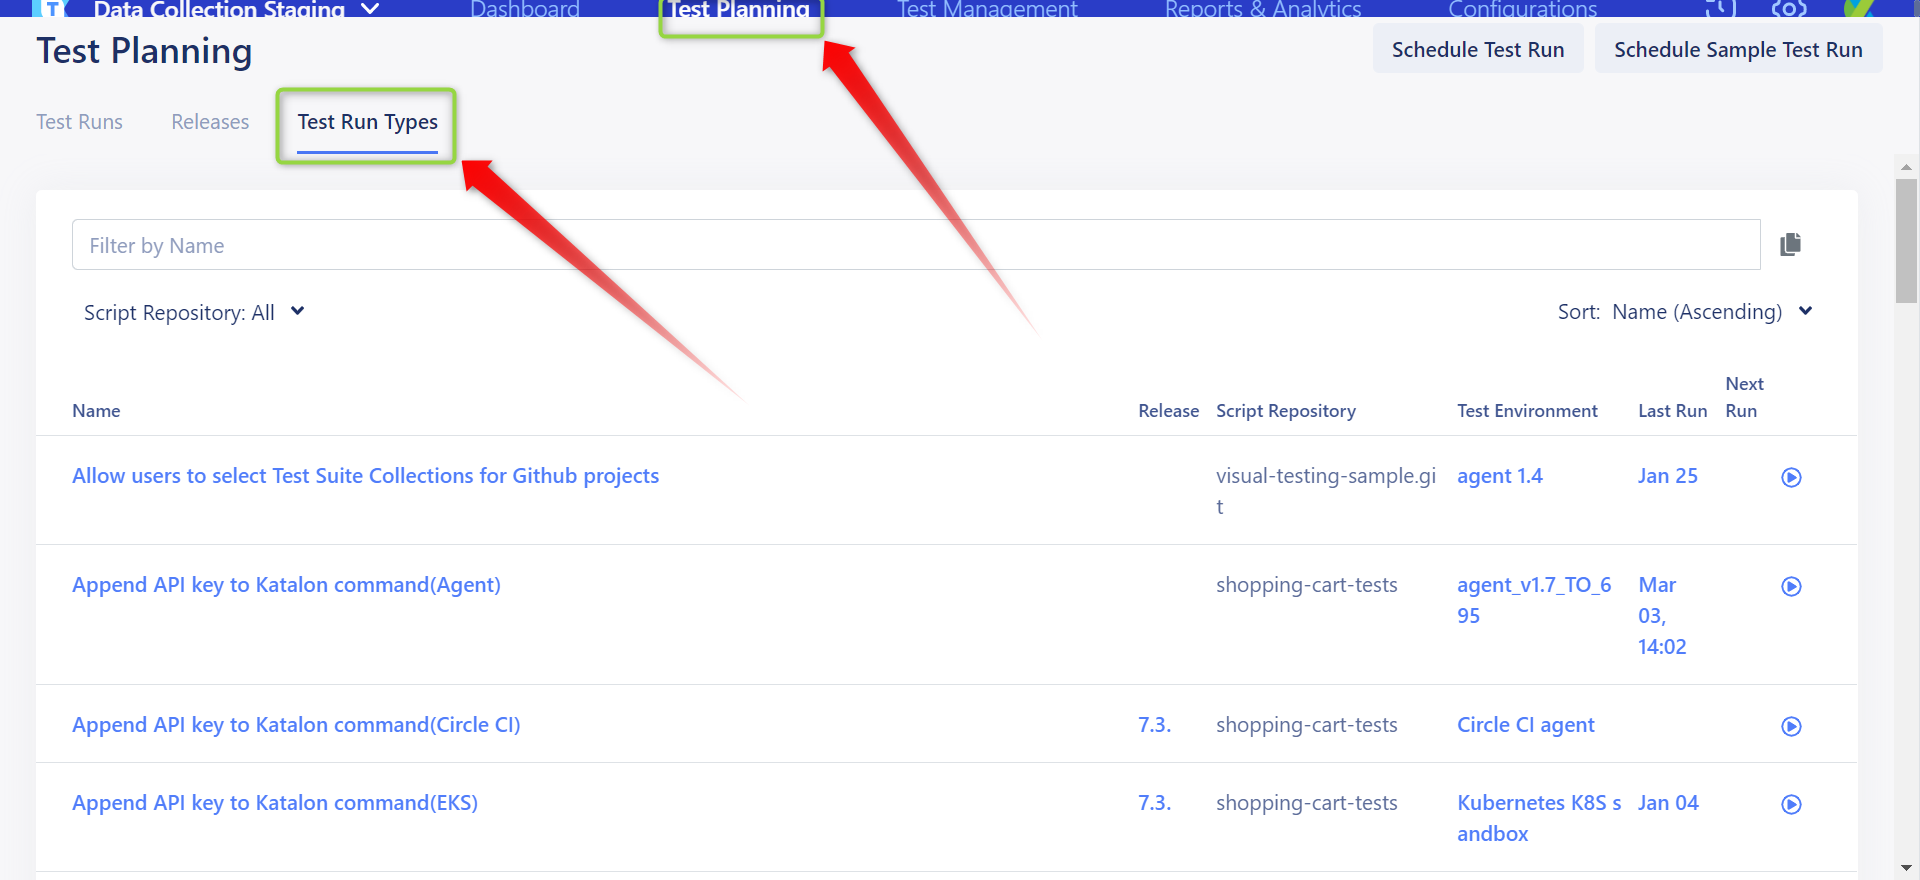 T Data Collection Staging Dashboard Test Planning Test Management Reports & Analytics Configurations
Test Planning Schedule Test Run Schedule Sample Test Run
Test Runs Releases Test Run Types
Filter by Name
Script Repository: All Sort: Name (Ascending)
Name Release Script Repository Test Environment Last Run Next
Run
Allow users to select Test Suite Collections for Github projects visual-testing-sample.gi agent 1.4 Jan 25
t
Append API key to Katalon command(Agent) shopping-cart-tests agent_v1.7_TO_6 Mar
95 03,
14:02
Append API key to Katalon command(Circle CI) 7.3. shopping-cart-tests Circle CI agent
Append API key to Katalon command(EKS) 7.3. shopping-cart-tests Kubernetes K8S s Jan 04
andbox